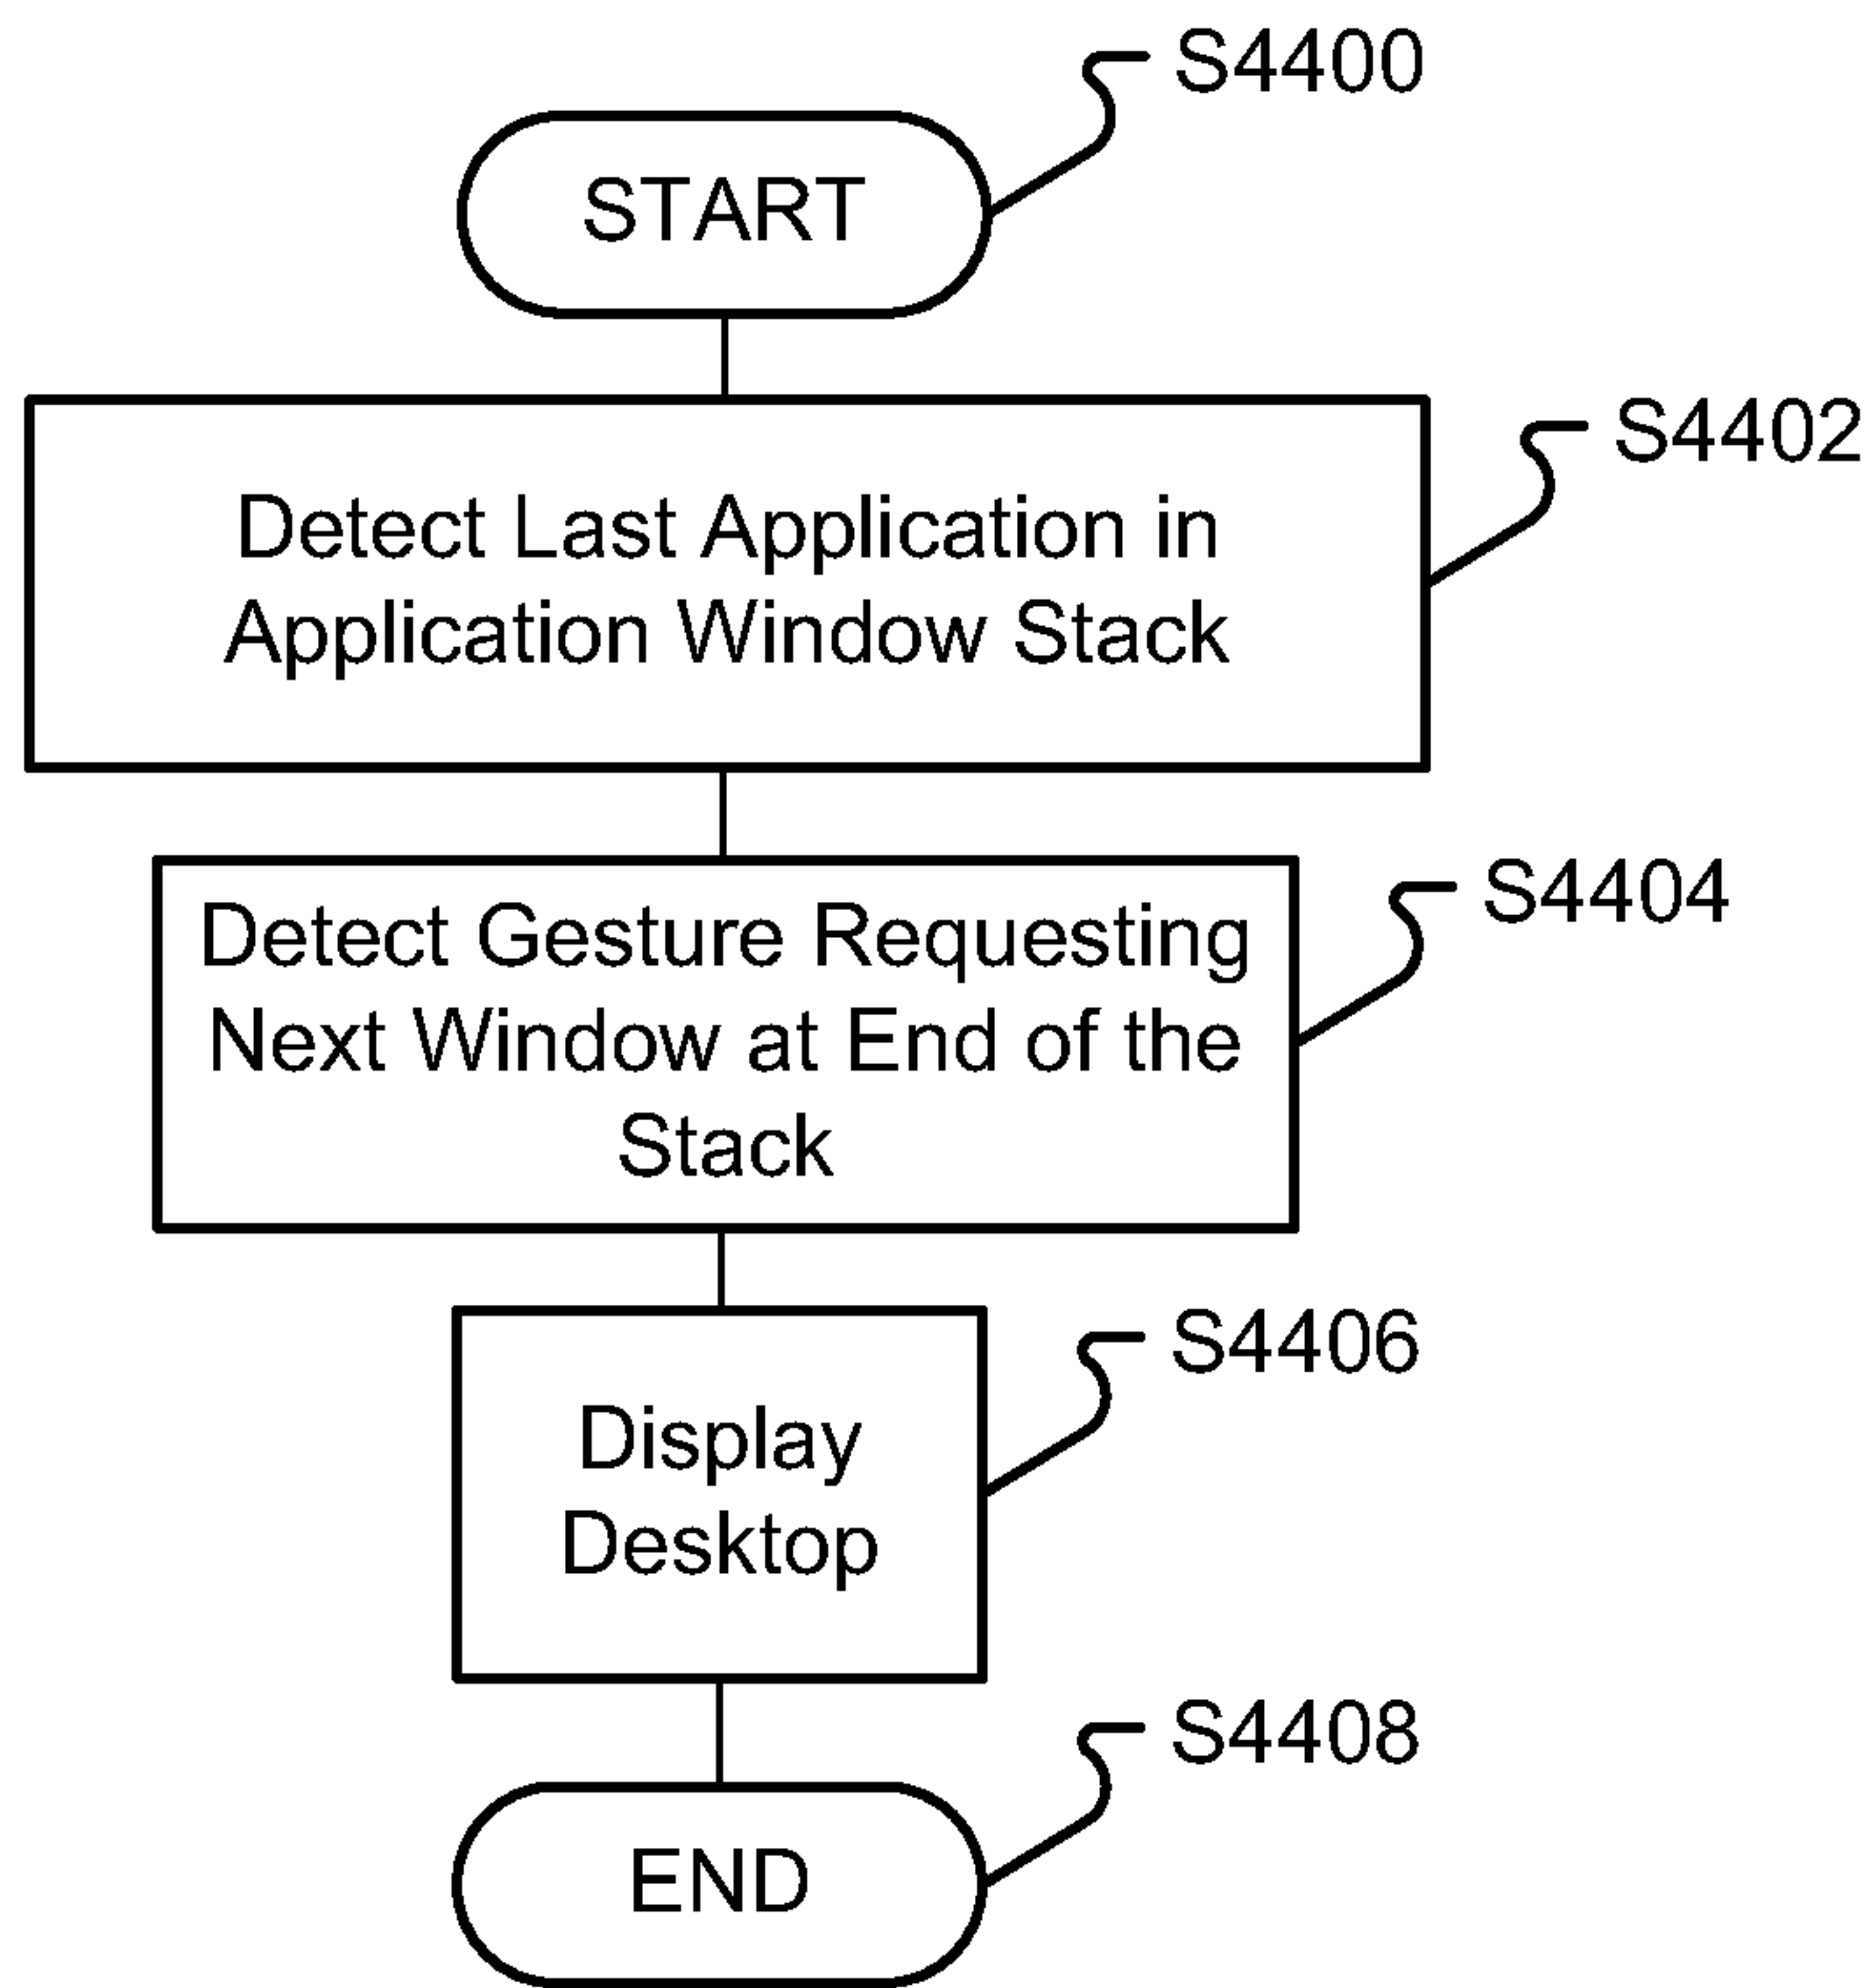 S4400
START
S4402
Detect Last Application in
Application Window Stack
S4404
Detect Gesture Requesting
Next Window at End of the
Stack
S4406
Display
Desktop
S4408
END